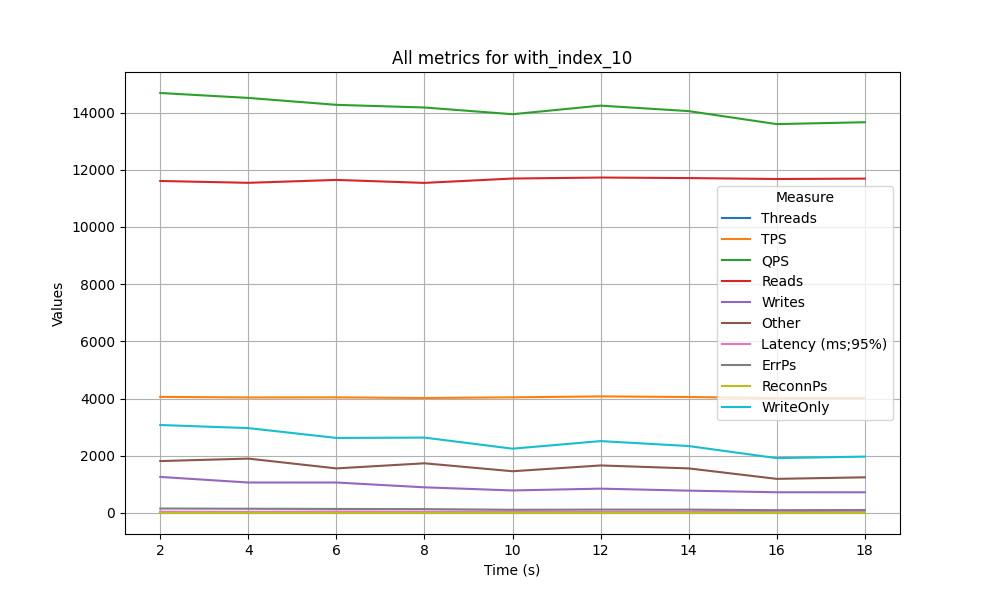 All metrics for with_index_10
Values
14000
12000
10000
8000
6000
4000
2000
0
Measure
Threads
TPS
QPS
Reads
Writes
Other
Latency (ms;95%)
ErrPs
ReconnPs
WriteOnly
2 4 6 8 10 12 14 16 18
Time (s)